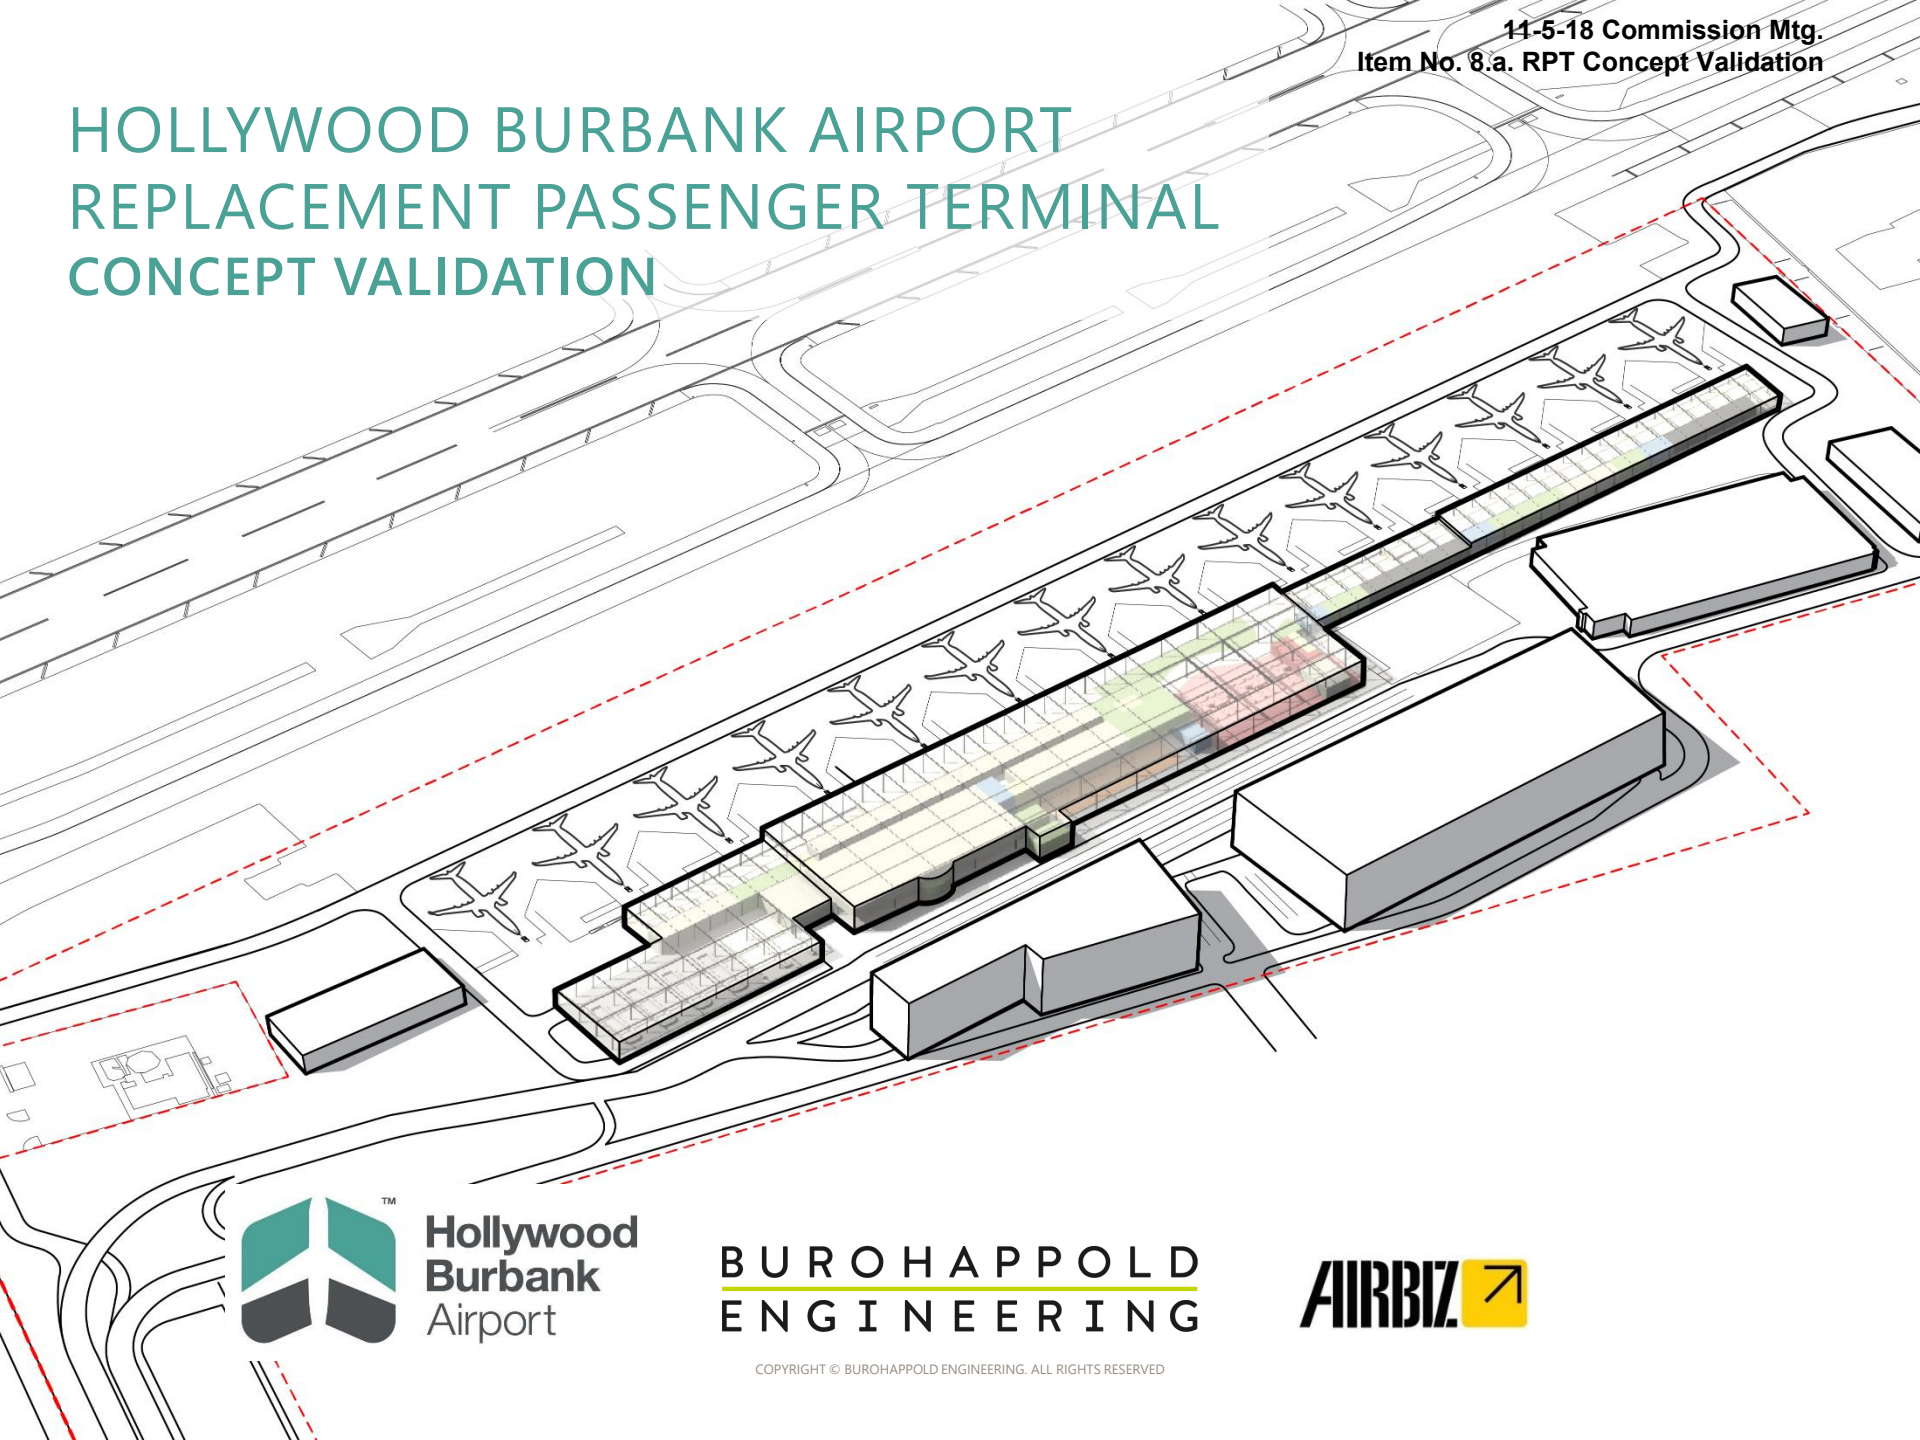 11-5-18 Commission Mtg.
Item No. 8.a. RPT Concept Validation
HOLLYWOOD BURBANK AIRPORT
REPLACEMENT PASSENGER TERMINAL
CONCEPT VALIDATION
TM
Hollywood
Burbank
Airport
BUROHAPPOLD
ENGINEERING
AIRBIZ
COPYRIGHT © BUROHAPPOLD ENGINEERING. ALL RIGHTS RESERVED